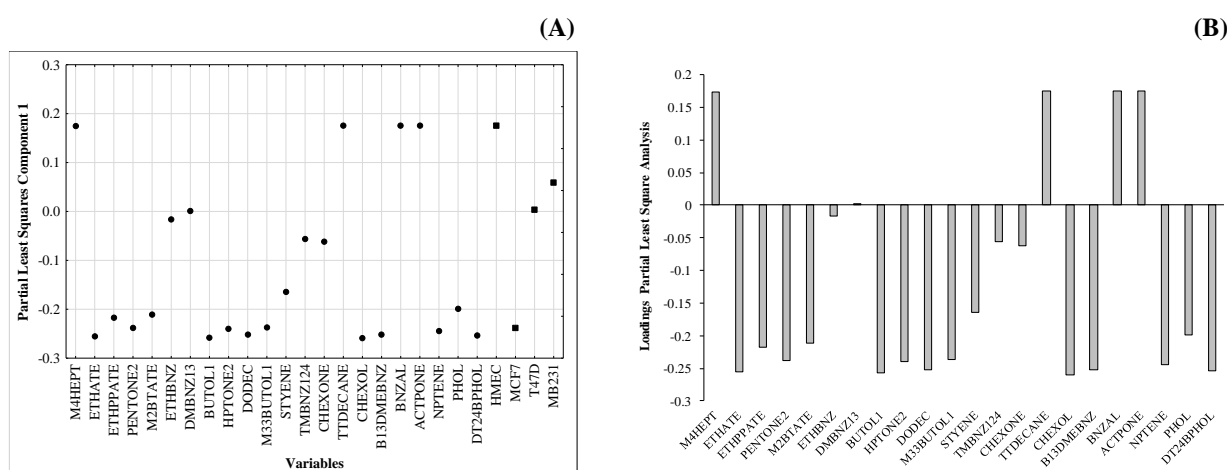 (A)
(B)
Partial Least Squares Component 1
0.3
0.2
0.1
0.0
-0.1
-0.2
-0.3
M4HEPT
ETHATE
ETHPPATE
PENTONE2
M2BTATE
ETHBNZ
DMBNZ13
BUTOL1
HPTONE2
DODEC
M33BUTOL1
STYENE
TMBNZ124
CHEXONE
TTDECANE
CHEXOL
B13DMEBNZ
BNZAL
ACTPONE
NPTENE
PHOL
DT24BPHOL
HMEC
MCF7
T47D
MB231
Variables
Loadings Partial Least Square Analysis
0.2
0.15
0.1
0.05
0
-0.05
-0.1
-0.15
-0.2
-0.25
-0.3
M4HEPT
ETHATE
ETHPPATE
PENTONE2
M2BTATE
ETHBNZ
DMBNZ13
BUTOL1
HPTONE2
DODEC
M33BUTOL1
STYENE
TMBNZ124
CHEXONE
TTDECANE
CHEXOL
B13DMEBNZ
BNZAL
ACTPONE
NPTENE
PHOL
DT24BPHOL